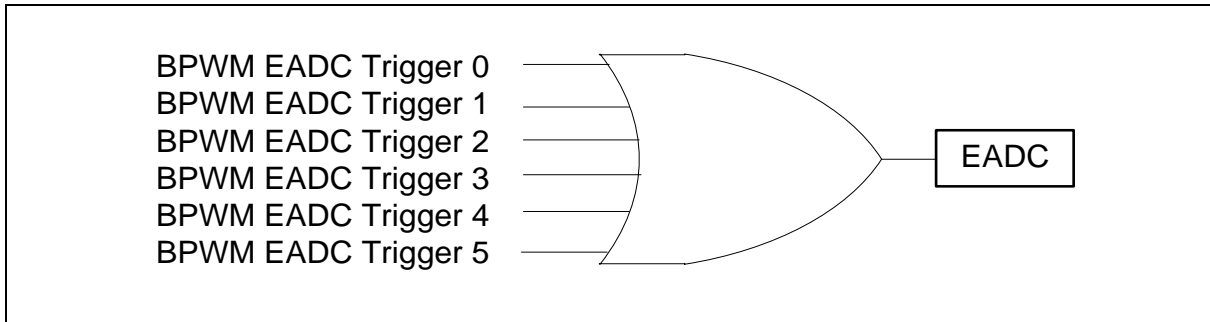 BPWM EADC Trigger 0
BPWM EADC Trigger 1
BPWM EADC Trigger 2
BPWM EADC Trigger 3
BPWM EADC Trigger 4
BPWM EADC Trigger 5
EADC